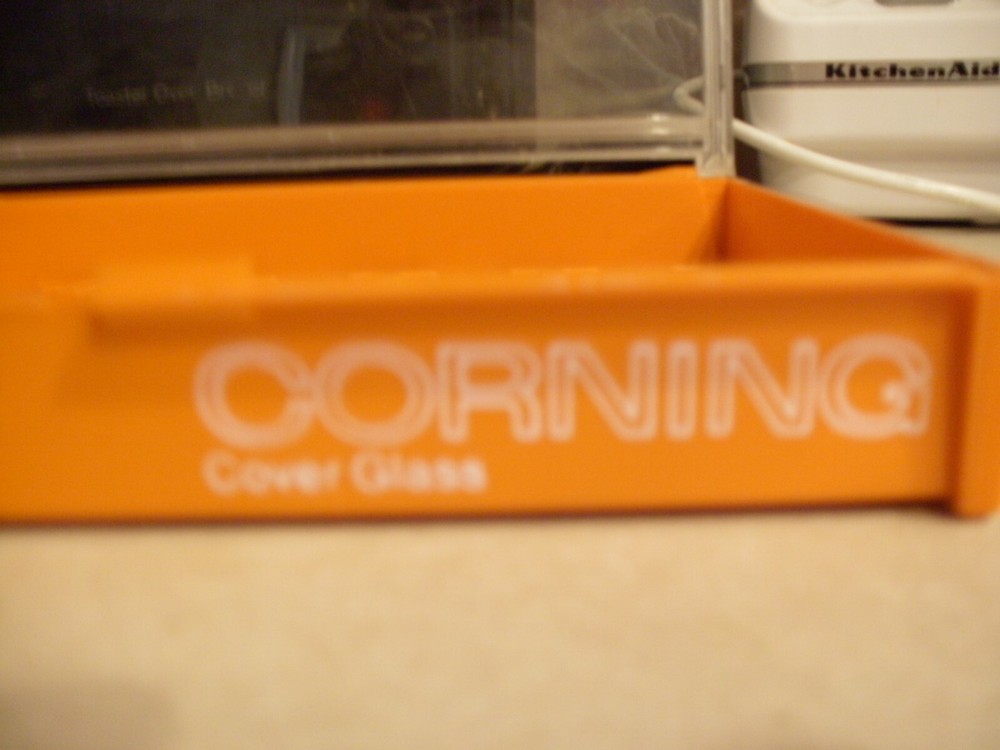 KitchenAid
CORNING
Cover Glass